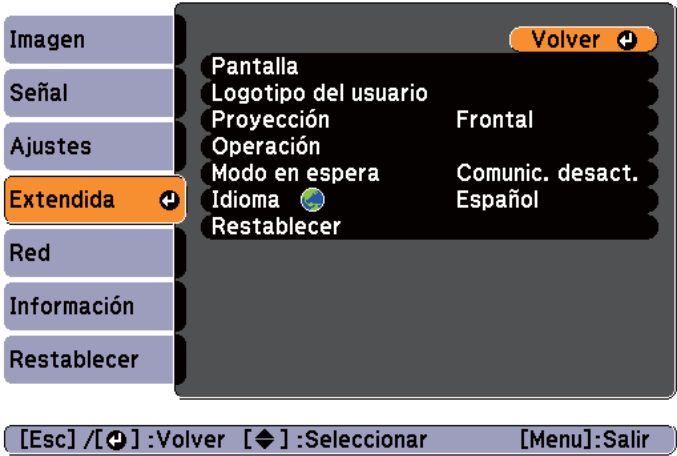 Imagen
Señal
Ajustes
Extendida
Red
Información
Restablecer
Volver
Pantalla
Logotipo del usuario
Proyección Frontal
Operación
Modo en espera Comunic. desact.
Idioma Español
Restablecer
[Esc] /[ ] :Volver [ ] :Seleccionar [Menu]:Salir